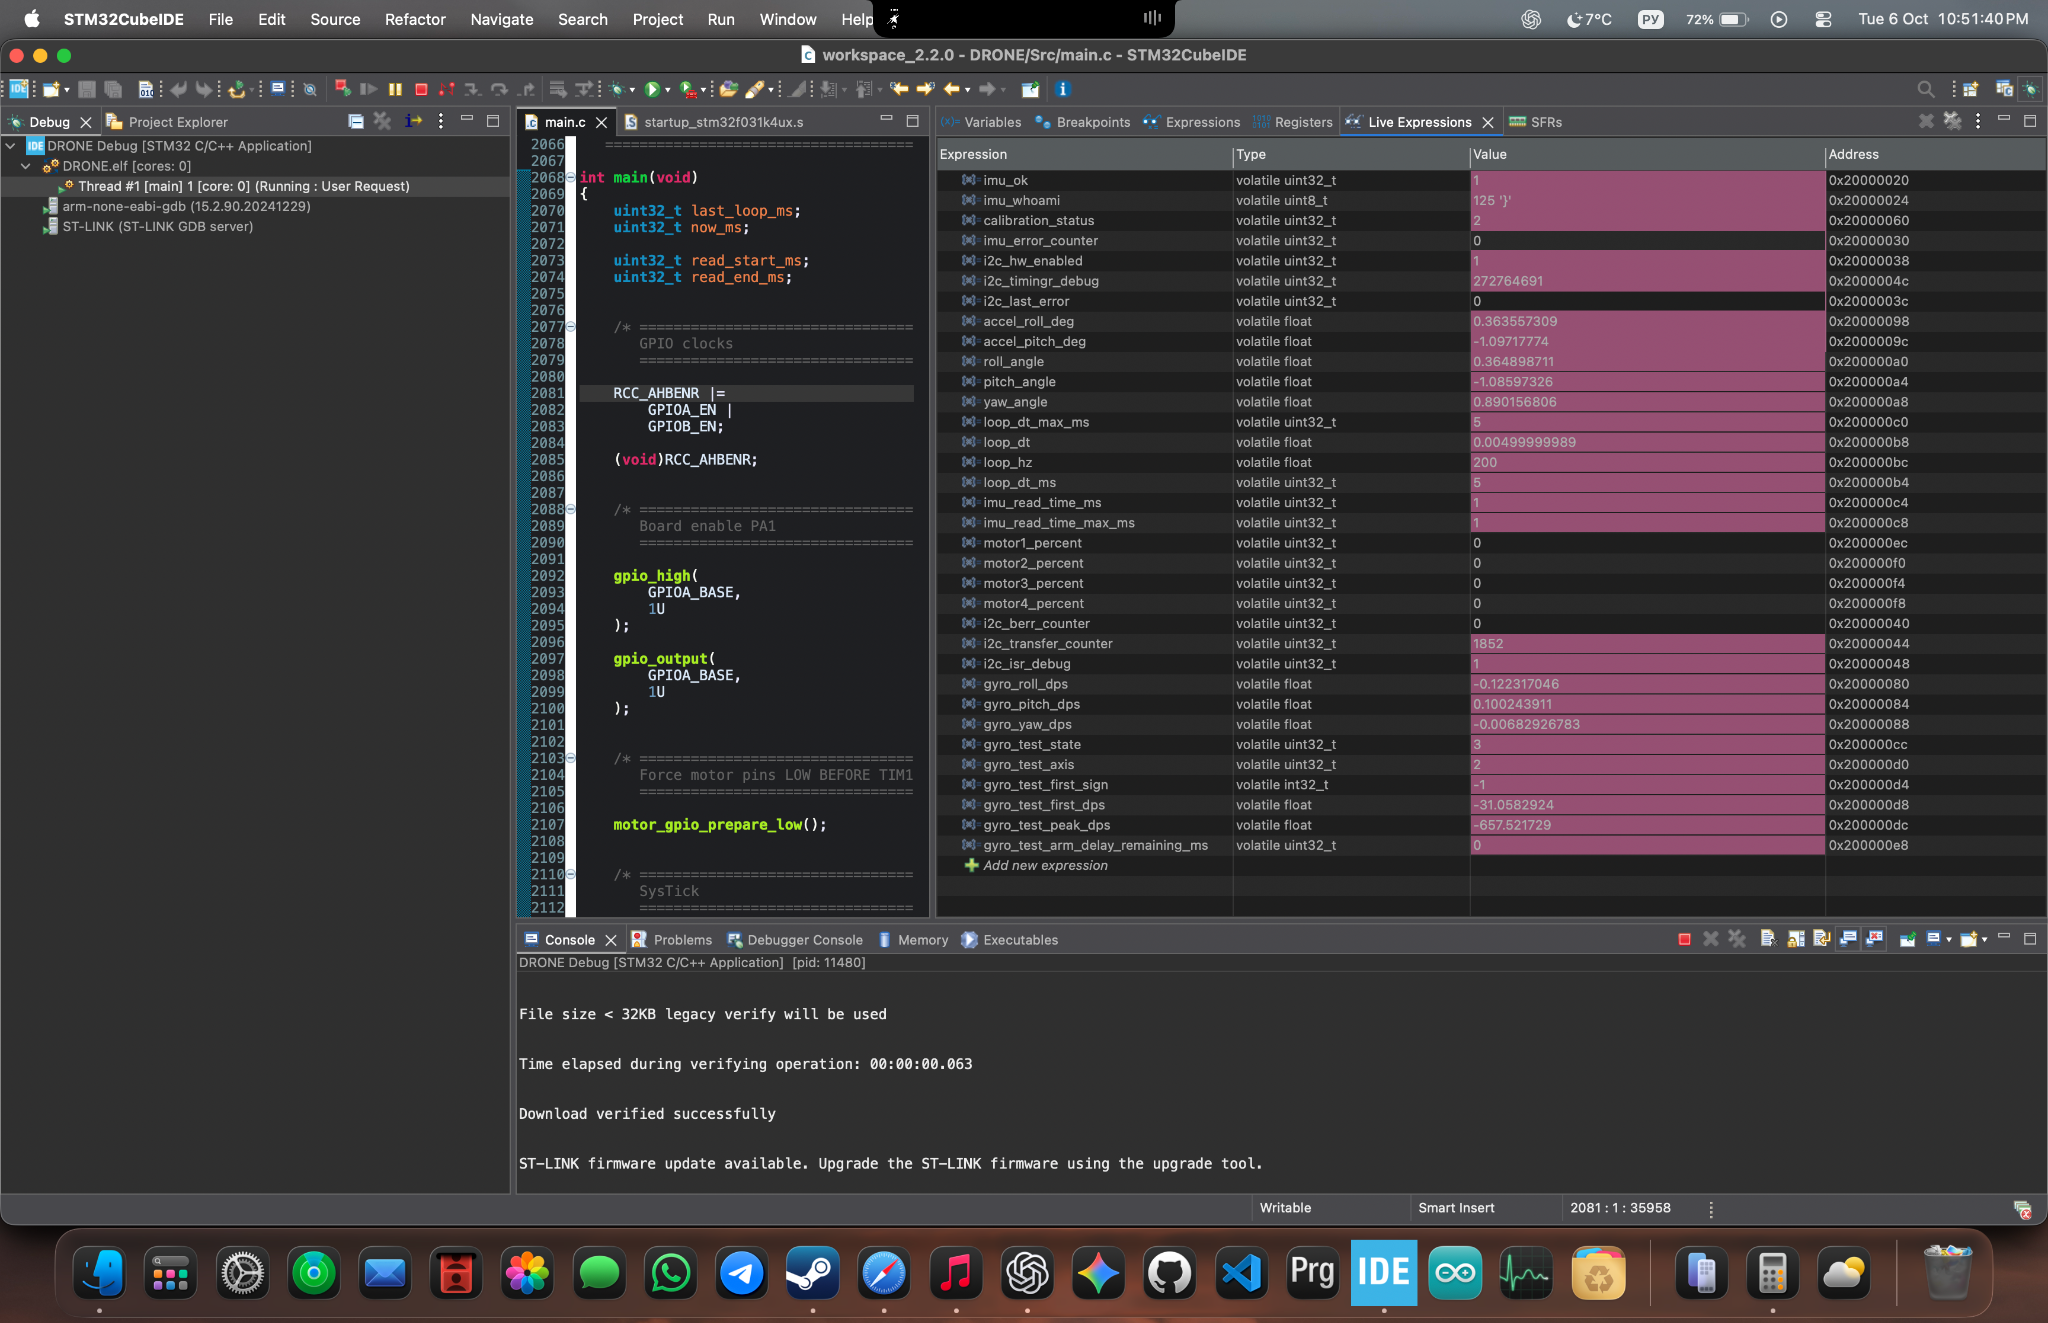 STM32CubeIDE File Edit Source Refactor Navigate Search Project Run Window Help 7°C РУ 72% Tue 6 Oct 10:51:40 PM
workspace_2.2.0 - DRONE/Src/main.c - STM32CubeIDE
Debug Project Explorer
DRONE Debug [STM32 C/C++ Application]
DRONE.elf [cores: 0]
Thread #1 [main] 1 [core: 0] (Running : User Request)
arm-none-eabi-gdb (15.2.90.20241229)
ST-LINK (ST-LINK GDB server)
main.c startup_stm32f031k4ux.s
2066 ================================
2067
2068 int main(void)
2069 {
2070 uint32_t last_loop_ms;
2071 uint32_t now_ms;
2072
2073 uint32_t read_start_ms;
2074 uint32_t read_end_ms;
2075
2076
2077 /* ================================
2078 GPIO clocks
2079 ================================
2080
2081 RCC_AHBENR |=
2082 GPIOA_EN |
2083 GPIOB_EN;
2084
2085 (void)RCC_AHBENR;
2086
2087
2088 /* ================================
2089 Board enable PA1
2090 ================================
2091
2092 gpio_high(
2093 GPIOA_BASE,
2094 1U
2095 );
2096
2097 gpio_output(
2098 GPIOA_BASE,
2099 1U
2100 );
2101
2102
2103 /* ================================
2104 Force motor pins LOW BEFORE TIM1
2105 ================================
2106
2107 motor_gpio_prepare_low();
2108
2109
2110 /* ================================
2111 SysTick
2112 ================================
Variables Breakpoints Expressions Registers Live Expressions SFRs
Expression Type Value Address
imu_ok volatile uint32_t 1 0x20000020
imu_whoami volatile uint8_t 125 '}' 0x20000024
calibration_status volatile uint32_t 2 0x20000060
imu_error_counter volatile uint32_t 0 0x20000030
i2c_hw_enabled volatile uint32_t 1 0x20000038
i2c_timingr_debug volatile uint32_t 272764691 0x2000004c
i2c_last_error volatile uint32_t 0 0x2000003c
accel_roll_deg volatile float 0.363557309 0x20000098
accel_pitch_deg volatile float -1.09717774 0x2000009c
roll_angle volatile float 0.364898711 0x200000a0
pitch_angle volatile float -1.08597326 0x200000a4
yaw_angle volatile float 0.890156806 0x200000a8
loop_dt_max_ms volatile uint32_t 5 0x200000c0
loop_dt volatile float 0.00499999989 0x200000b8
loop_hz volatile float 200 0x200000bc
loop_dt_ms volatile uint32_t 5 0x200000b4
imu_read_time_ms volatile uint32_t 1 0x200000c4
imu_read_time_max_ms volatile uint32_t 1 0x200000c8
motor1_percent volatile uint32_t 0 0x200000ec
motor2_percent volatile uint32_t 0 0x200000f0
motor3_percent volatile uint32_t 0 0x200000f4
motor4_percent volatile uint32_t 0 0x200000f8
i2c_berr_counter volatile uint32_t 0 0x20000040
i2c_transfer_counter volatile uint32_t 1852 0x20000044
i2c_isr_debug volatile uint32_t 1 0x20000048
gyro_roll_dps volatile float -0.122317046 0x20000080
gyro_pitch_dps volatile float 0.100243911 0x20000084
gyro_yaw_dps volatile float -0.00682926783 0x20000088
gyro_test_state volatile uint32_t 3 0x200000cc
gyro_test_axis volatile uint32_t 2 0x200000d0
gyro_test_first_sign volatile int32_t -1 0x200000d4
gyro_test_first_dps volatile float -31.0582924 0x200000d8
gyro_test_peak_dps volatile float -657.521729 0x200000dc
gyro_test_arm_delay_remaining_ms volatile uint32_t 0 0x200000e8
Add new expression
Console Problems Debugger Console Memory Executables
DRONE Debug [STM32 C/C++ Application] [pid: 11480]
File size < 32KB legacy verify will be used
Time elapsed during verifying operation: 00:00:00.063
Download verified successfully
ST-LINK firmware update available. Upgrade the ST-LINK firmware using the upgrade tool.
Writable Smart Insert 2081 : 1 : 35958
Prg IDE